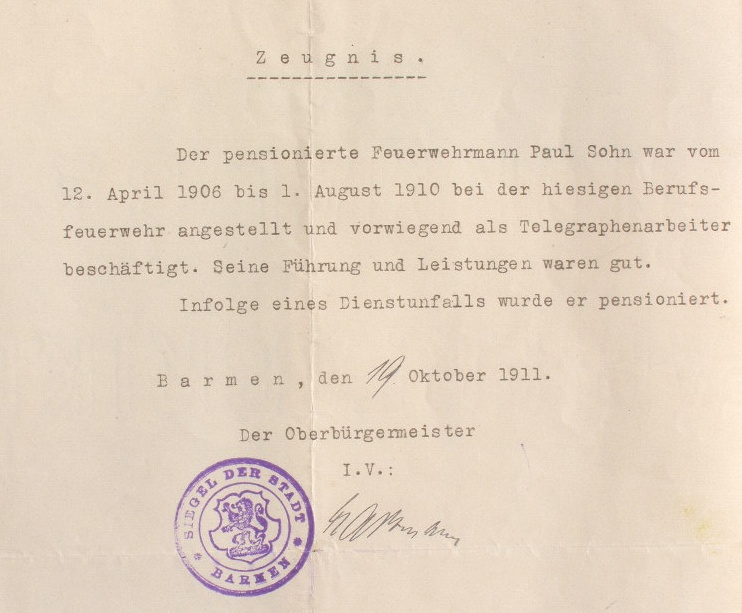 Zeugnis.
Der pensionierte Feuerwehrmann Paul Sohn war vom
12. April 1906 bis 1. August 1910 bei der hiesigen Berufs-
feuerwehr angestellt und vorwiegend als Telegraphenarbeiter
beschäftigt. Seine Führung und Leistungen waren gut.
Infolge eines Dienstunfalls wurde er pensioniert.
Barmen, den 19. Oktober 1911.
Der Oberbürgermeister
I.V.:
SIEGEL DER STADT
* BARMEN *